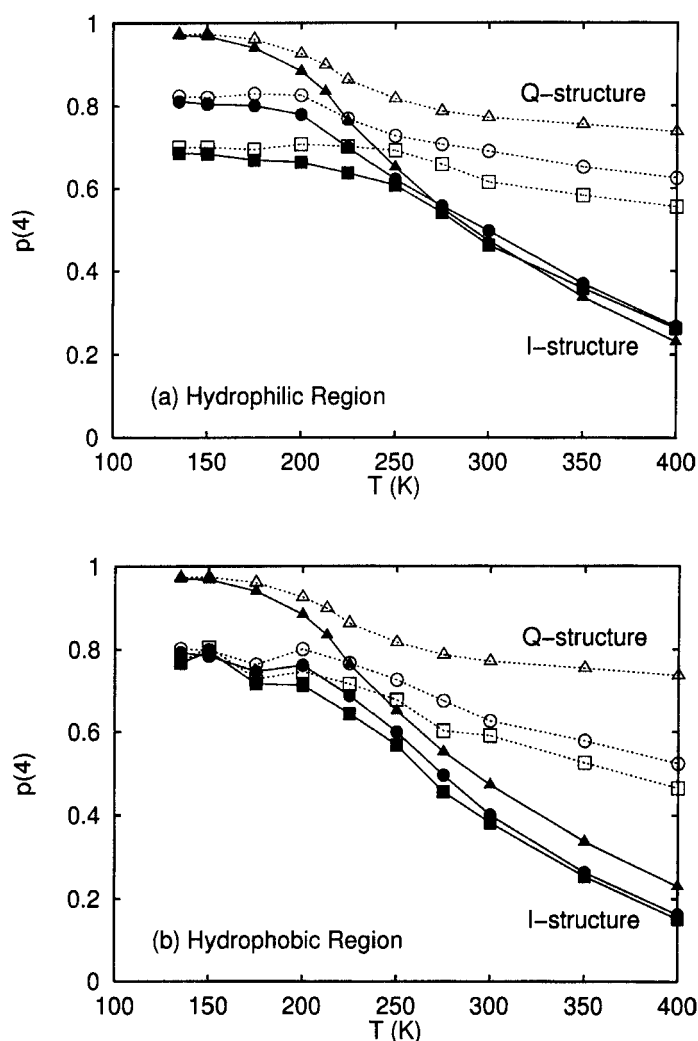 1
0.8
0.6
0.4
0.2
0
p(4)
Q-structure
I-structure
(a) Hydrophilic Region
100 150 200 250 300 350 400
T (K)
1
0.8
0.6
0.4
0.2
0
p(4)
Q-structure
I-structure
(b) Hydrophobic Region
100 150 200 250 300 350 400
T (K)